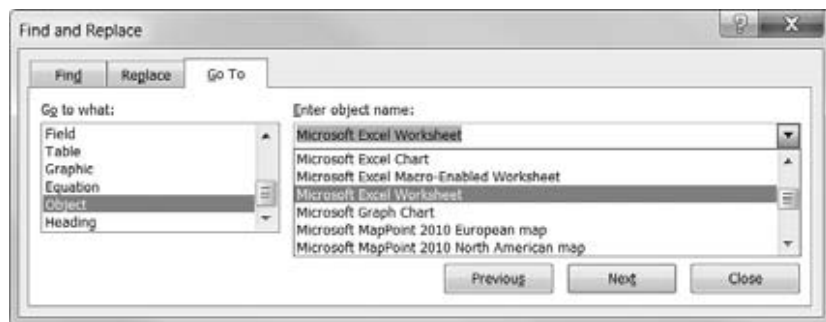 Find and Replace
Find
Replace
Go To
Go to what:
Enter object name:
Field
Table
Graphic
Equation
Object
Heading
Microsoft Excel Worksheet
Microsoft Excel Chart
Microsoft Excel Macro-Enabled Worksheet
Microsoft Excel Worksheet
Microsoft Graph Chart
Microsoft MapPoint 2010 European map
Microsoft MapPoint 2010 North American map
Previous
Next
Close